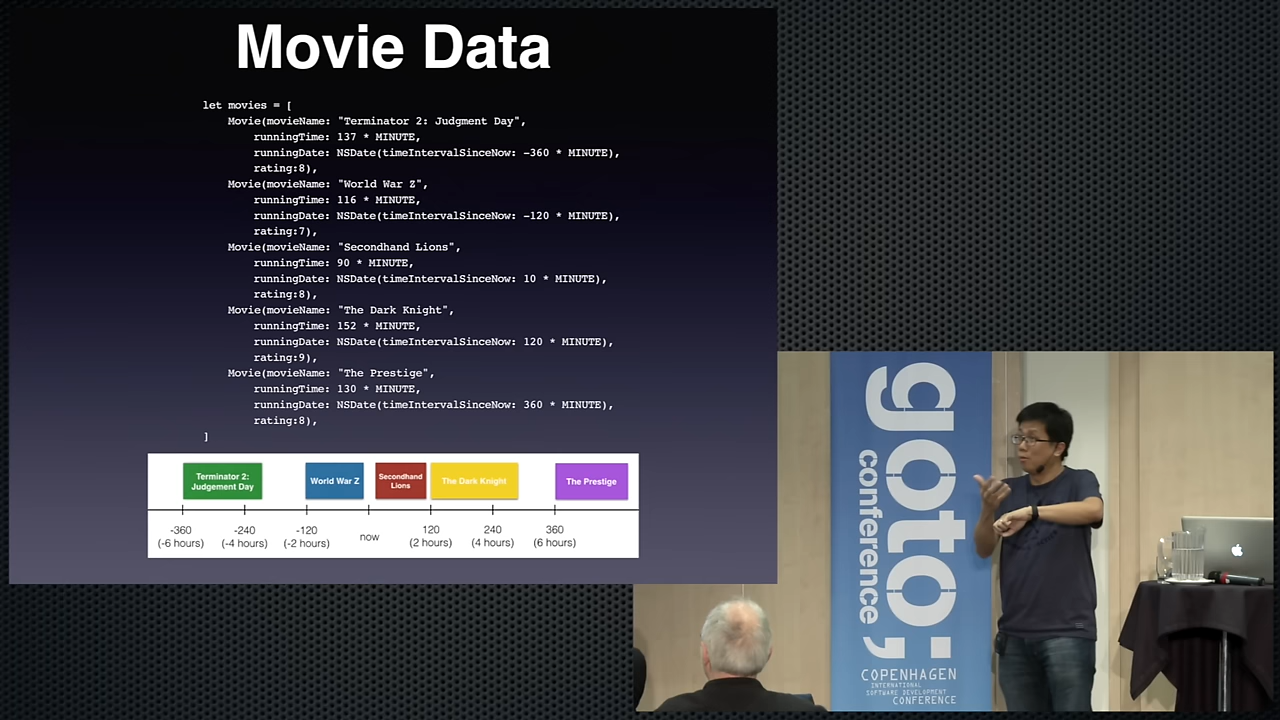 Movie Data
let movies = [
Movie(movieName: "Terminator 2: Judgment Day",
runningTime: 137 * MINUTE,
runningDate: NSDate(timeIntervalSinceNow: -360 * MINUTE),
rating:8),
Movie(movieName: "World War Z",
runningTime: 116 * MINUTE,
runningDate: NSDate(timeIntervalSinceNow: -120 * MINUTE),
rating:7),
Movie(movieName: "Secondhand Lions",
runningTime: 90 * MINUTE,
runningDate: NSDate(timeIntervalSinceNow: 10 * MINUTE),
rating:8),
Movie(movieName: "The Dark Knight",
runningTime: 152 * MINUTE,
runningDate: NSDate(timeIntervalSinceNow: 120 * MINUTE),
rating:9),
Movie(movieName: "The Prestige",
runningTime: 130 * MINUTE,
runningDate: NSDate(timeIntervalSinceNow: 360 * MINUTE),
rating:8),
]
Terminator 2:
Judgement Day
World War Z
Secondhand
Lions
The Dark Knight
The Prestige
-360
(-6 hours)
-240
(-4 hours)
-120
(-2 hours)
now
120
(2 hours)
240
(4 hours)
360
(6 hours)
goto;
conference
COPENHAGEN
INTERNATIONAL
SOFTWARE DEVELOPMENT
CONFERENCE